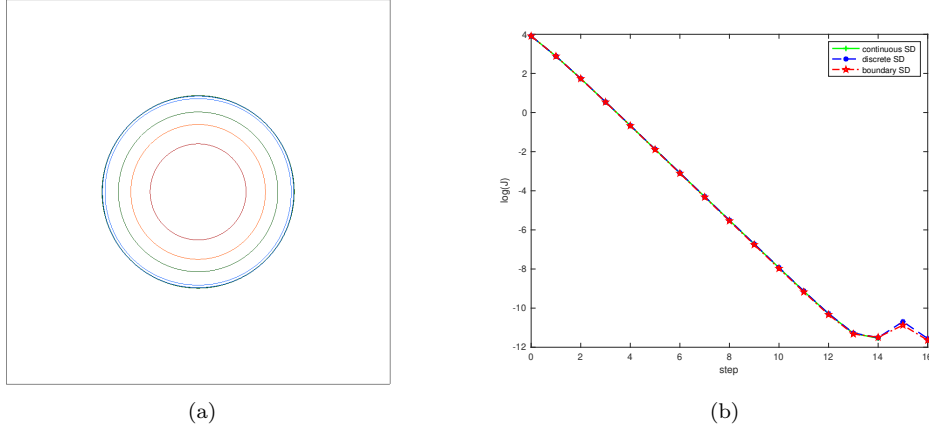 4
2
0
-2
-4
-6
-8
-10
-12
log(J)
continuous SD
discrete SD
boundary SD
0 2 4 6 8 10 12 14 16
step
(a)
(b)